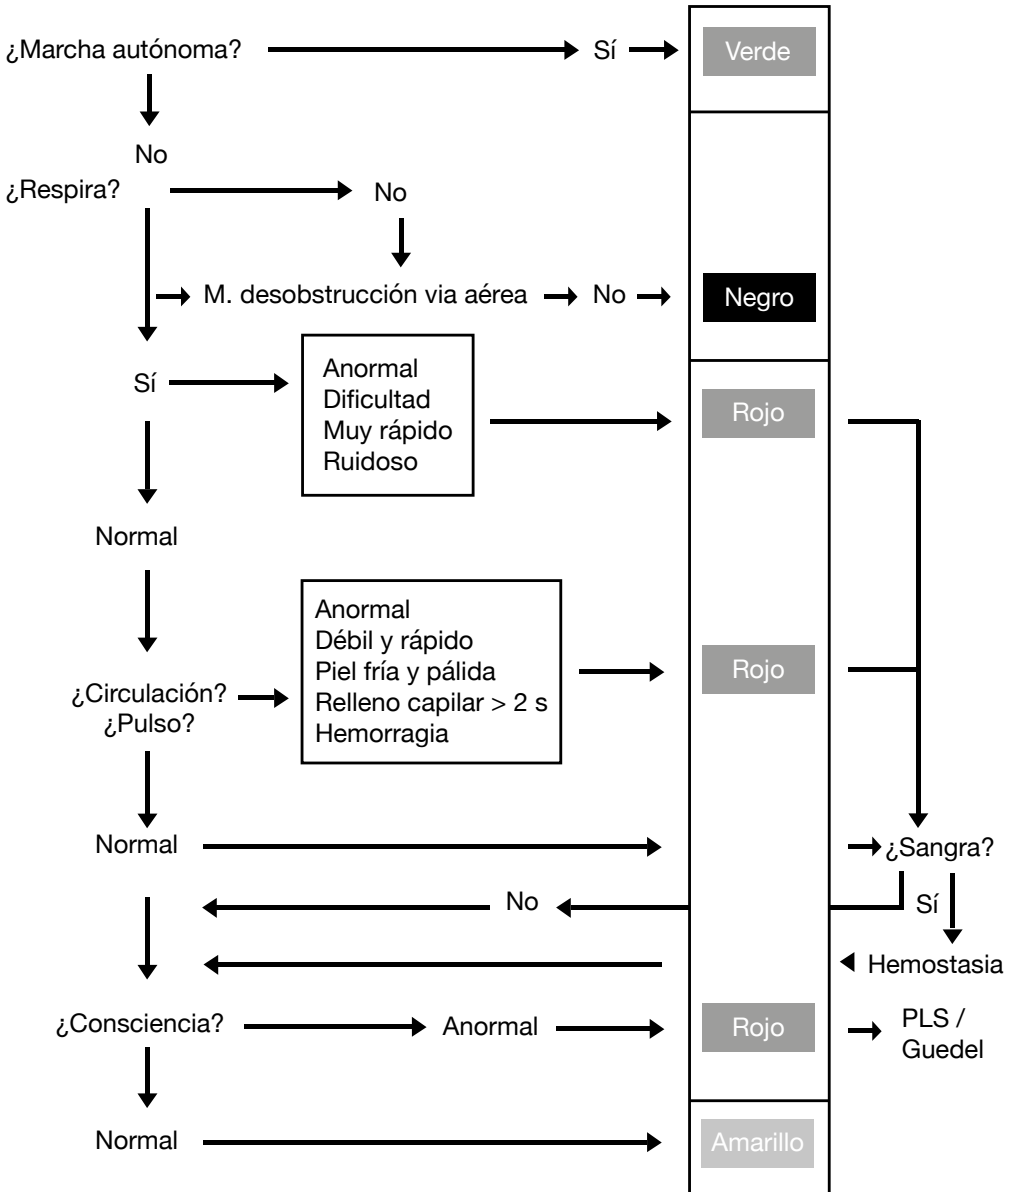 ¿Marcha autónoma?
Sí
Verde
No
¿Respira?
No
M. desobstrucción via aérea
No
Negro
Sí
Anormal
Dificultad
Muy rápido
Ruidoso
Rojo
Normal
¿Circulación?
¿Pulso?
Anormal
Débil y rápido
Piel fría y pálida
Relleno capilar > 2 s
Hemorragia
Rojo
Normal
¿Sangra?
No
Sí
Hemostasia
¿Consciencia?
Anormal
Rojo
PLS /
Guedel
Normal
Amarillo